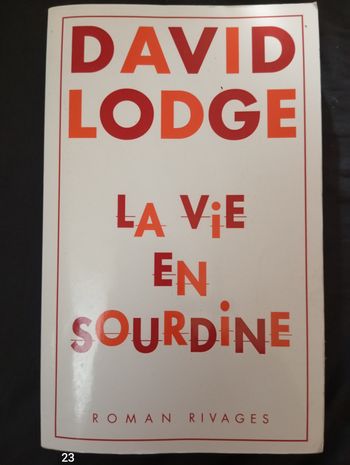 DAVID
LODGE
LA ViE
EN
SOURDiNE
ROMAN RIVAGES
23